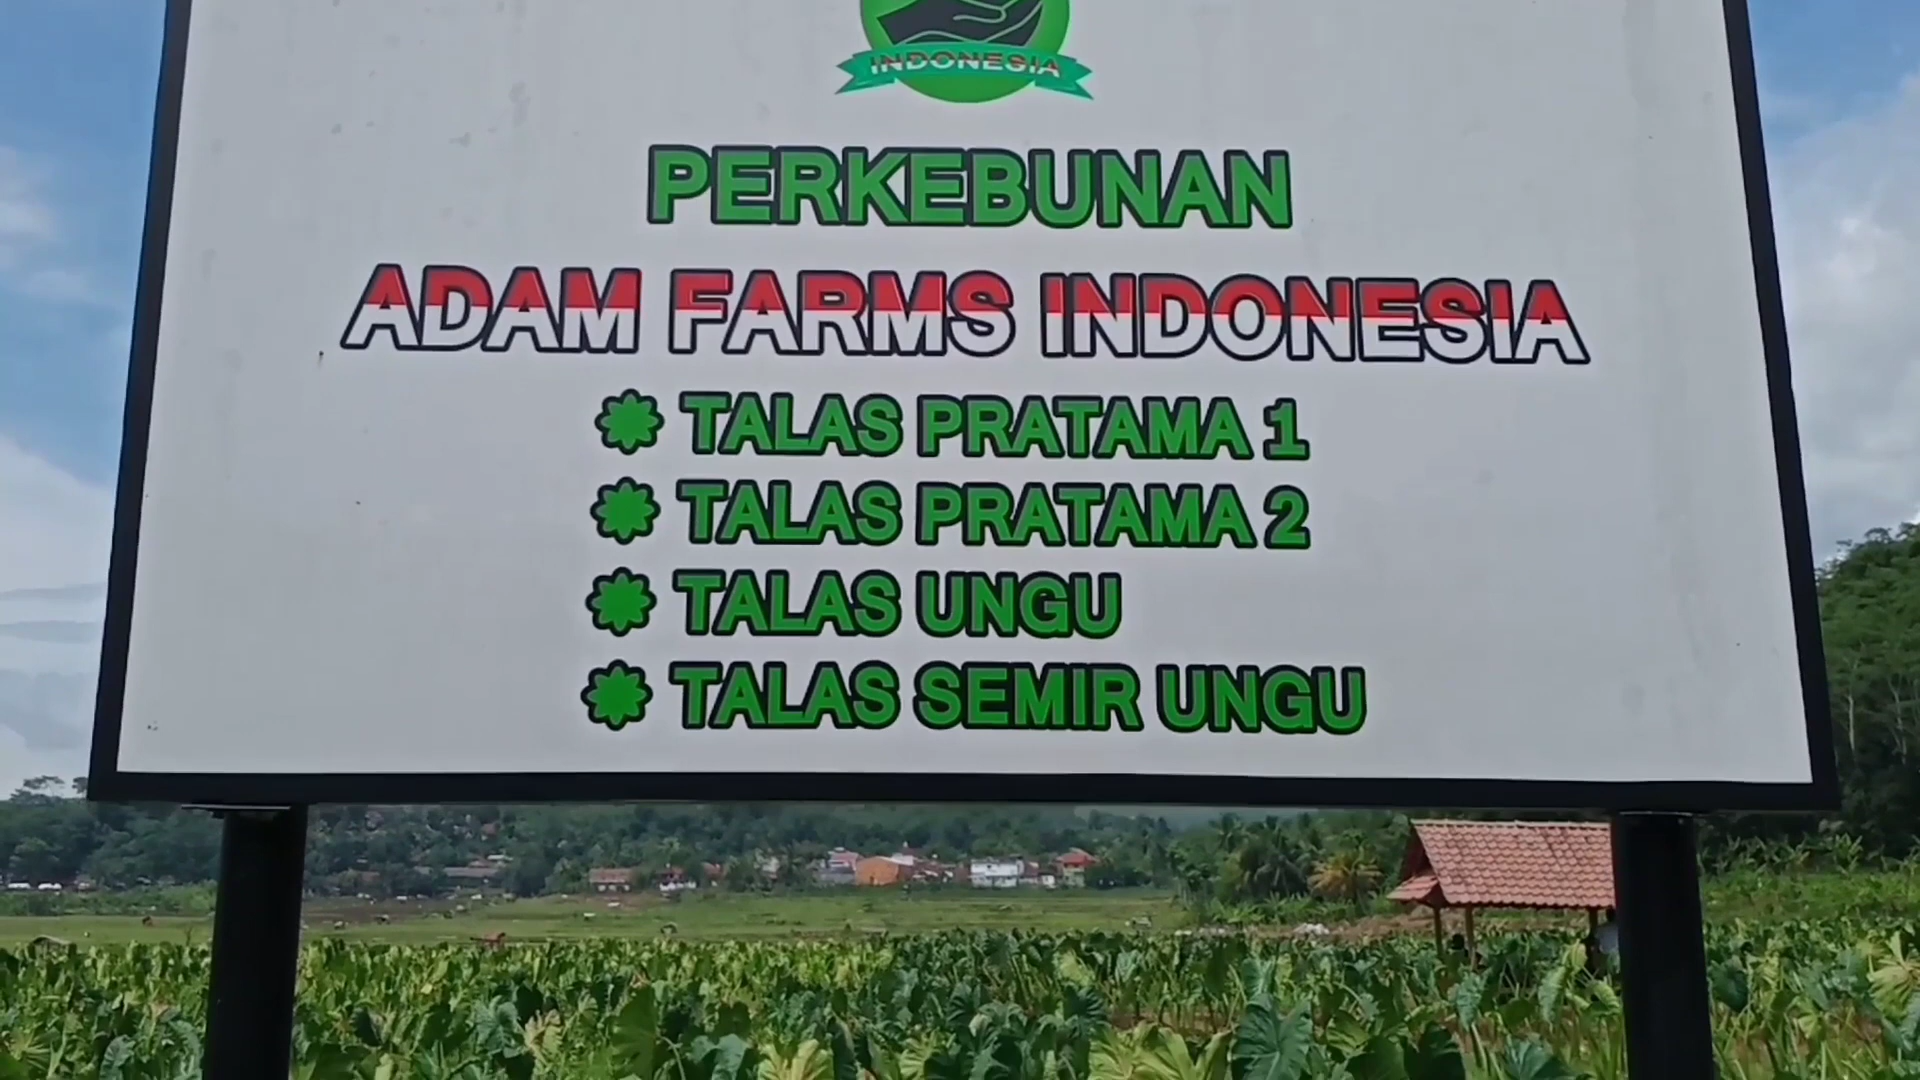 INDONESIA
PERKEBUNAN
ADAM FARMS INDONESIA
TALAS PRATAMA 1
TALAS PRATAMA 2
TALAS UNGU
TALAS SEMIR UNGU